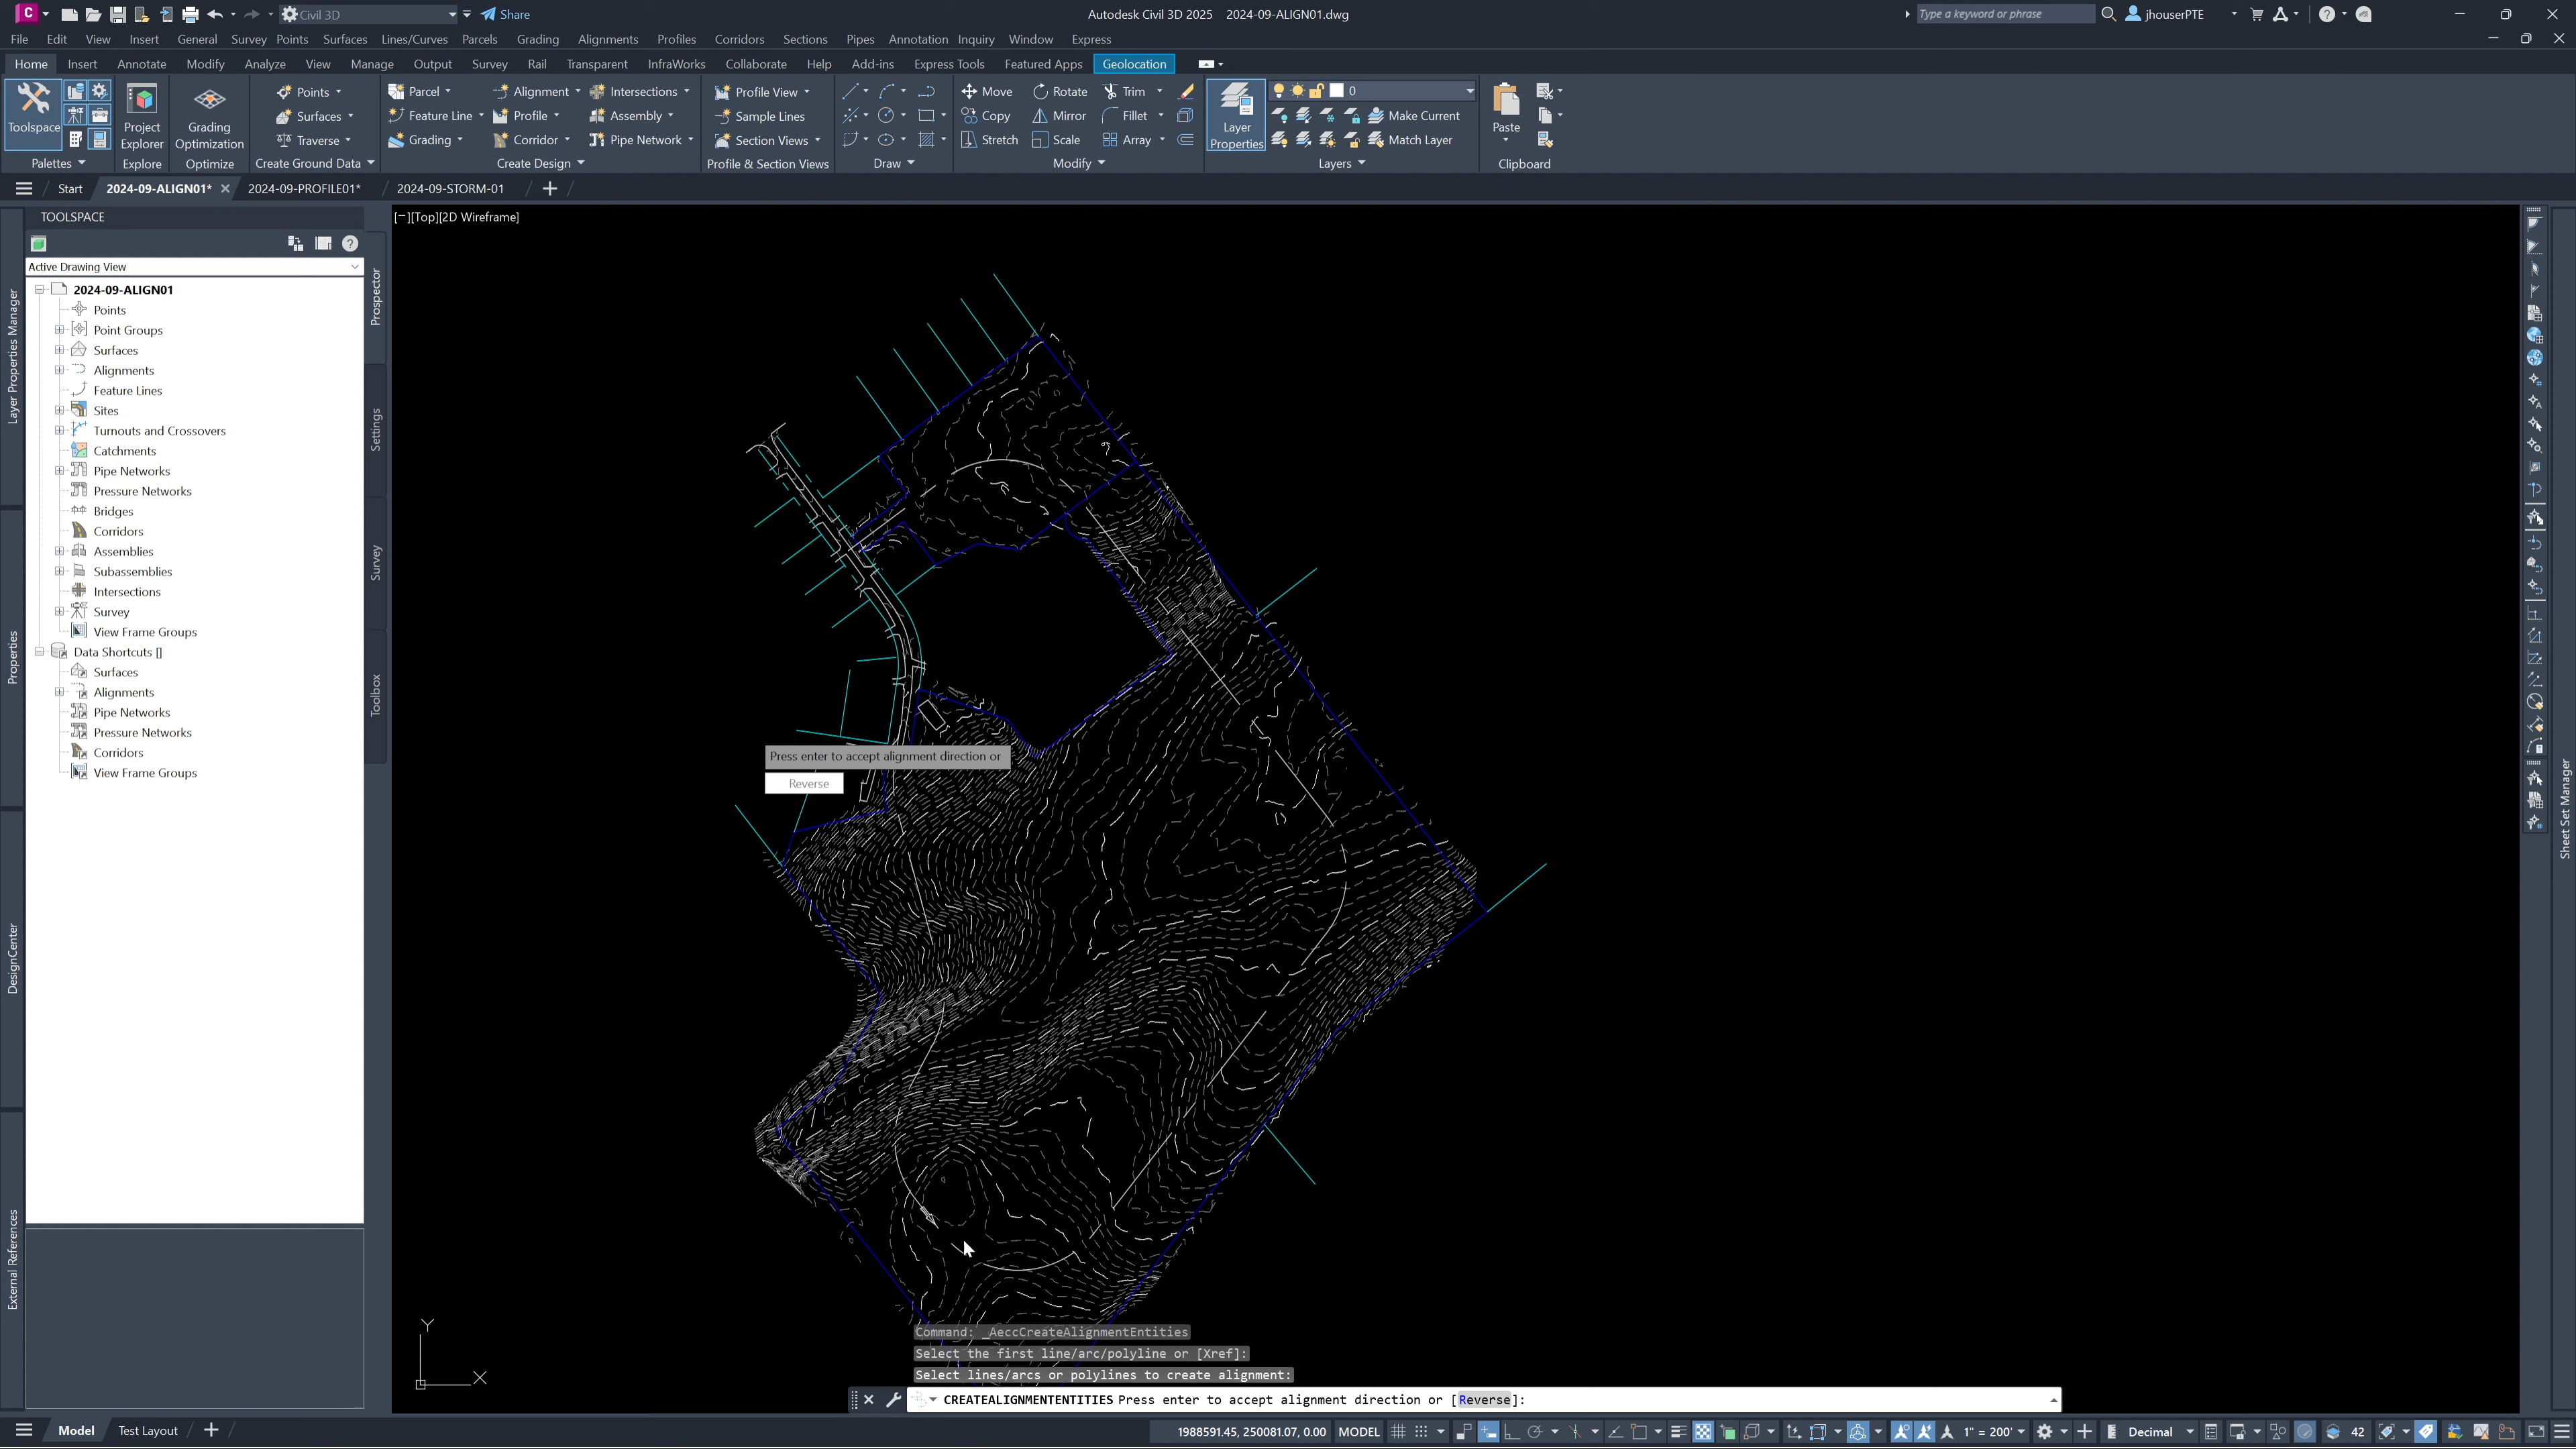 C Civil 3D Share Autodesk Civil 3D 2025 2024-09-ALIGN01.dwg Type a keyword or phrase jhouserPTE
File Edit View Insert General Survey Points Surfaces Lines/Curves Parcels Grading Alignments Profiles Corridors Sections Pipes Annotation Inquiry Window Express
Home Insert Annotate Modify Analyze View Manage Output Survey Rail Transparent InfraWorks Collaborate Help Add-ins Express Tools Featured Apps Geolocation
Points Parcel Alignment Intersections Profile View Move Rotate Trim 0
Surfaces Feature Line Profile Assembly Sample Lines Copy Mirror Fillet Make Current
Toolspace Project Explorer Grading Optimization Layer Properties Paste
Traverse Grading Corridor Pipe Network Section Views Stretch Scale Array Match Layer
Palettes Explore Optimize Create Ground Data Create Design Profile & Section Views Draw Modify Layers Clipboard
Start 2024-09-ALIGN01* 2024-09-PROFILE01* 2024-09-STORM-01
TOOLSPACE
[−][Top][2D Wireframe]
Active Drawing View
2024-09-ALIGN01
Points
Point Groups
Surfaces
Alignments
Feature Lines
Sites
Turnouts and Crossovers
Catchments
Pipe Networks
Pressure Networks
Bridges
Corridors
Assemblies
Subassemblies
Intersections
Survey
View Frame Groups
Data Shortcuts []
Surfaces
Alignments
Pipe Networks
Pressure Networks
Corridors
View Frame Groups
Prospector
Settings
Survey
Toolbox
Layer Properties Manager
Properties
DesignCenter
External References
Sheet Set Manager
Press enter to accept alignment direction or
Reverse
Y
X
Command: _AeccCreateAlignmentEntities
Select the first line/arc/polyline or [Xref]:
Select lines/arcs or polylines to create alignment:
CREATEALIGNMENTENTITIES Press enter to accept alignment direction or [Reverse]:
Model Test Layout 1988591.45, 250081.07, 0.00 MODEL 1" = 200' Decimal 42